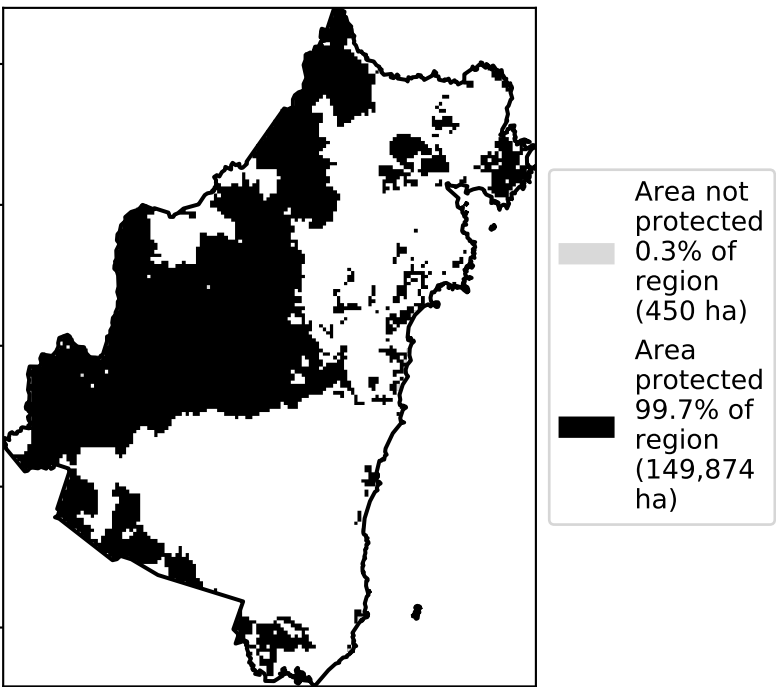 Area not
protected
0.3% of
region
(450 ha)
Area
protected
99.7% of
region
(149,874
ha)